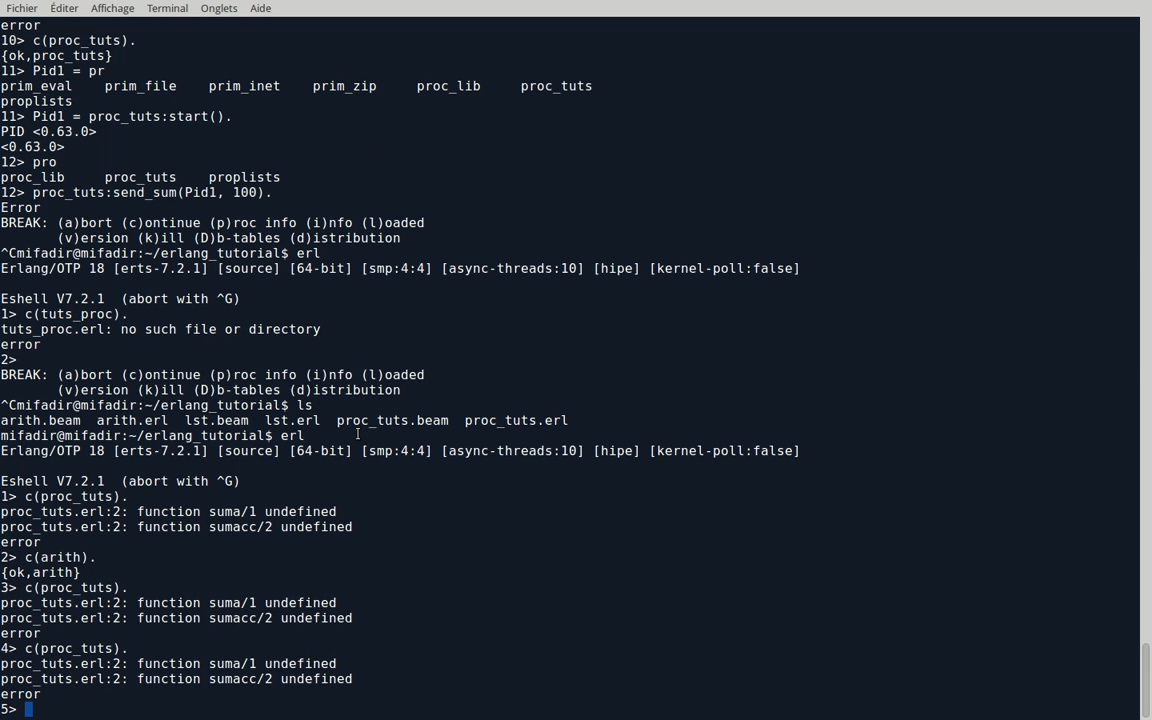 Fichier Éditer Affichage Terminal Onglets Aide
error
10> c(proc_tuts).
{ok,proc_tuts}
11> Pid1 = pr
prim_eval    prim_file    prim_inet    prim_zip     proc_lib     proc_tuts
proplists
11> Pid1 = proc_tuts:start().
PID <0.63.0>
<0.63.0>
12> pro
proc_lib     proc_tuts    proplists
12> proc_tuts:send_sum(Pid1, 100).
Error
BREAK: (a)bort (c)ontinue (p)roc info (i)nfo (l)oaded
       (v)ersion (k)ill (D)b-tables (d)istribution
^Cmifadir@mifadir:~/erlang_tutorial$ erl
Erlang/OTP 18 [erts-7.2.1] [source] [64-bit] [smp:4:4] [async-threads:10] [hipe] [kernel-poll:false]
Eshell V7.2.1  (abort with ^G)
1> c(tuts_proc).
tuts_proc.erl: no such file or directory
error
2>
BREAK: (a)bort (c)ontinue (p)roc info (i)nfo (l)oaded
       (v)ersion (k)ill (D)b-tables (d)istribution
^Cmifadir@mifadir:~/erlang_tutorial$ ls
arith.beam  arith.erl  lst.beam  lst.erl  proc_tuts.beam  proc_tuts.erl
mifadir@mifadir:~/erlang_tutorial$ erl
Erlang/OTP 18 [erts-7.2.1] [source] [64-bit] [smp:4:4] [async-threads:10] [hipe] [kernel-poll:false]
Eshell V7.2.1  (abort with ^G)
1> c(proc_tuts).
proc_tuts.erl:2: function suma/1 undefined
proc_tuts.erl:2: function sumacc/2 undefined
error
2> c(arith).
{ok,arith}
3> c(proc_tuts).
proc_tuts.erl:2: function suma/1 undefined
proc_tuts.erl:2: function sumacc/2 undefined
error
4> c(proc_tuts).
proc_tuts.erl:2: function suma/1 undefined
proc_tuts.erl:2: function sumacc/2 undefined
error
5>